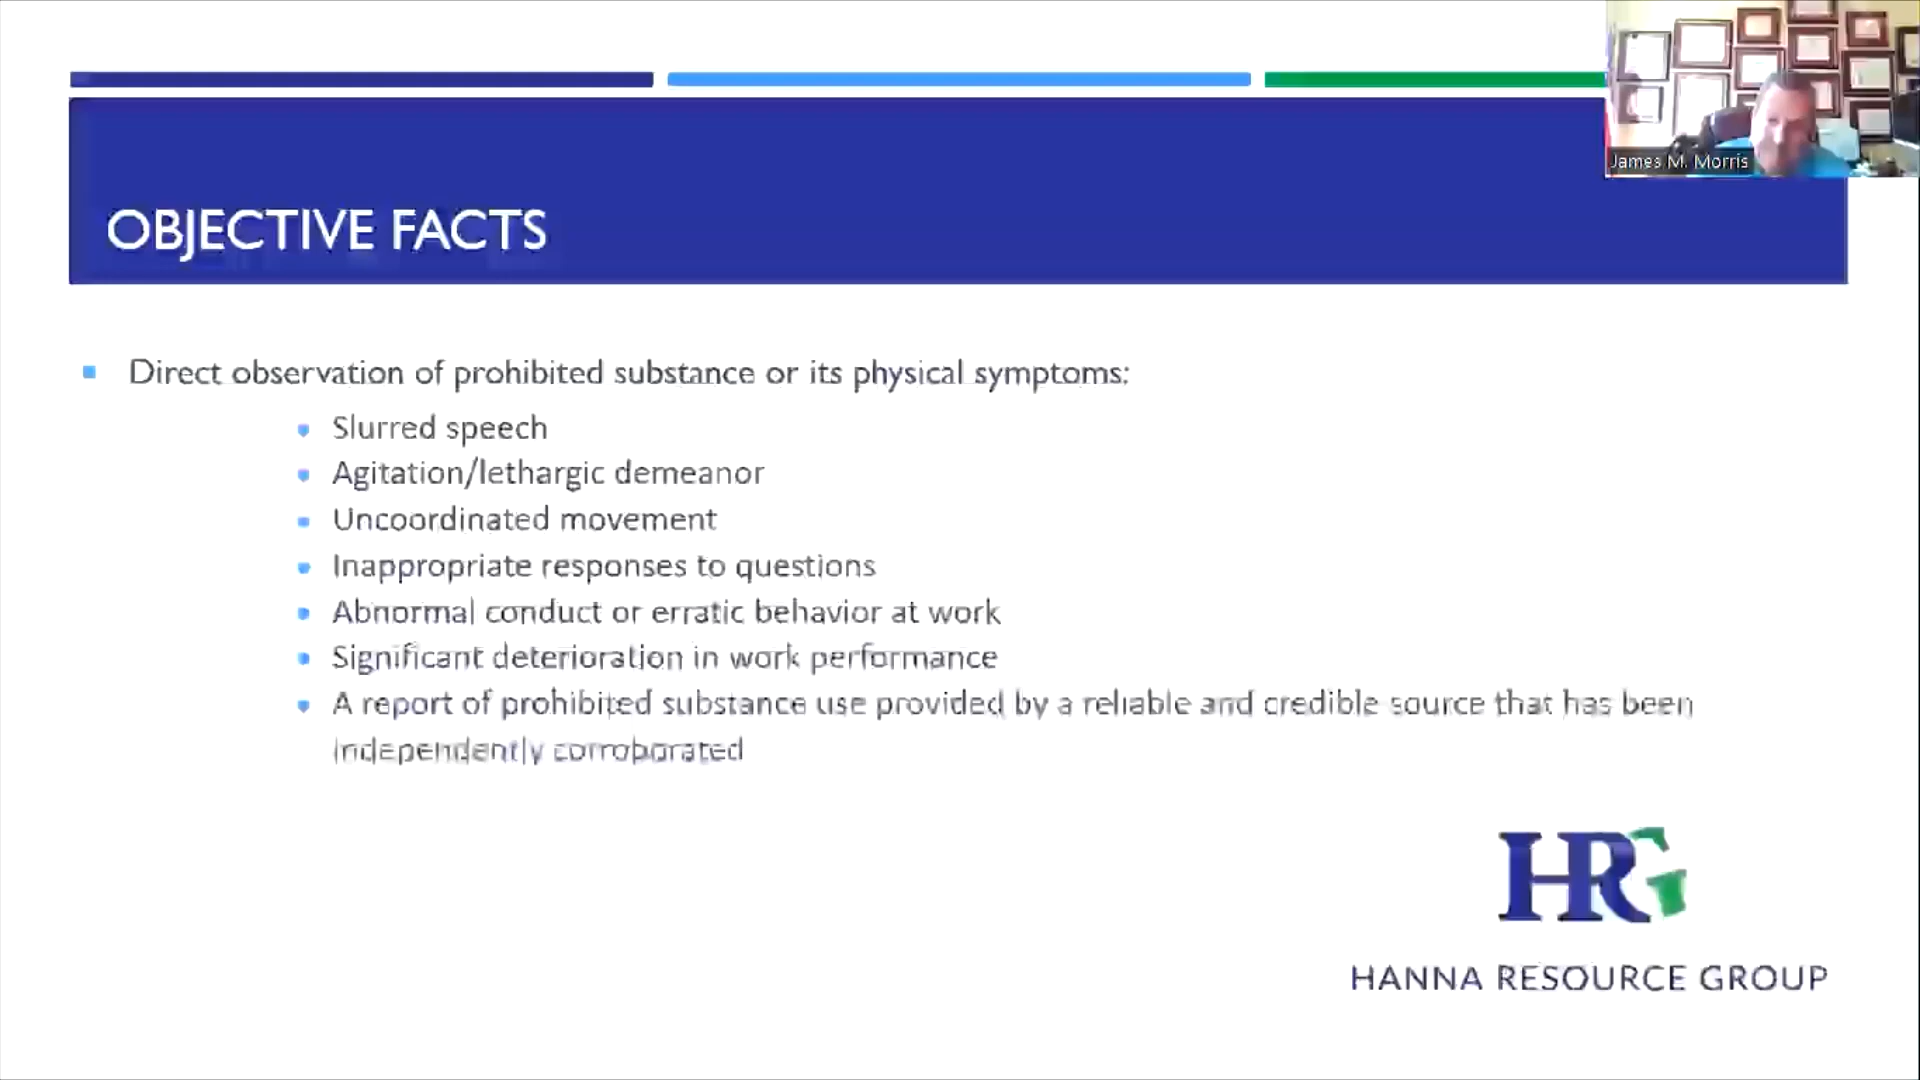 James M. Morris
OBJECTIVE FACTS
Direct observation of prohibited substance or its physical symptoms:
Slurred speech
Agitation/lethargic demeanor
Uncoordinated movement
Inappropriate responses to questions
Abnormal conduct or erratic behavior at work
Significant deterioration in work performance
A report of prohibited substance use provided by a reliable and credible source that has been
independently corroborated
HRG
HANNA RESOURCE GROUP